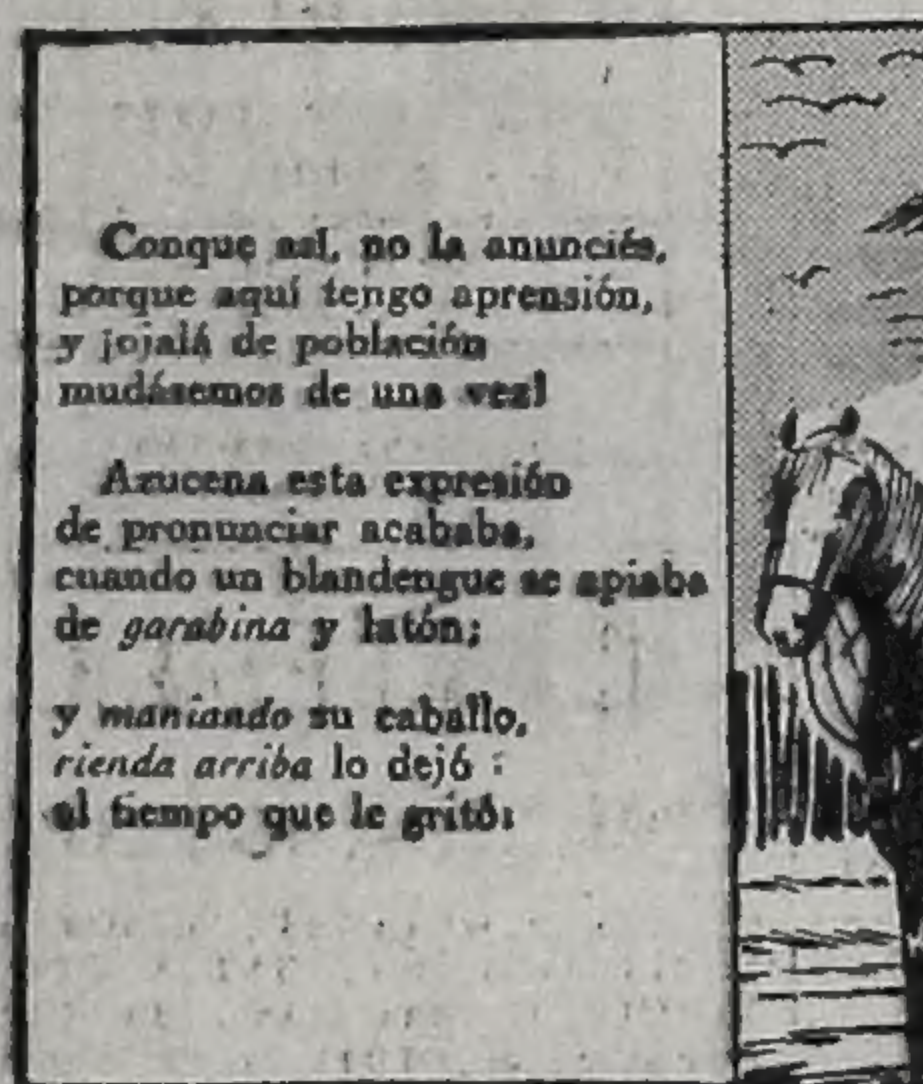 Conque así, no la anunciés,
porque aquí tengo aprensión,
y ¡ojalá de población
mudásemos de una vez!
Azucena esta expresión
de pronunciar acababa,
cuando un blandengue se apiaba
de garabina y latón;
y maniando su caballo,
rienda arriba lo dejó
al tiempo que le gritó: